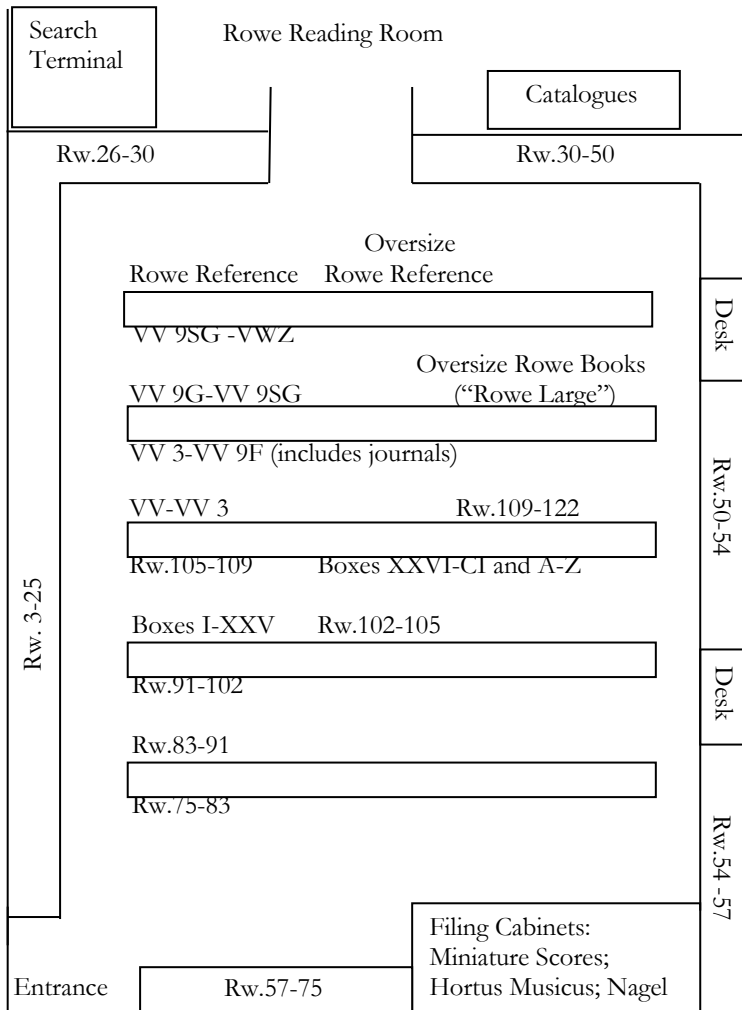 Search
Terminal
Rowe Reading Room
Catalogues
Rw.26-30
Rw.30-50
Oversize
Rowe Reference
Rowe Reference
VV 9SG -VWZ
Desk
Oversize Rowe Books
VV 9G-VV 9SG
("Rowe Large")
VV 3-VV 9F (includes journals)
Rw.50-54
VV-VV 3
Rw.109-122
Rw.105-109
Boxes XXVI-CI and A-Z
Rw. 3-25
Boxes I-XXV
Rw.102-105
Rw.91-102
Desk
Rw.83-91
Rw.75-83
Rw.54 -57
Filing Cabinets:
Miniature Scores;
Hortus Musicus; Nagel
Entrance
Rw.57-75